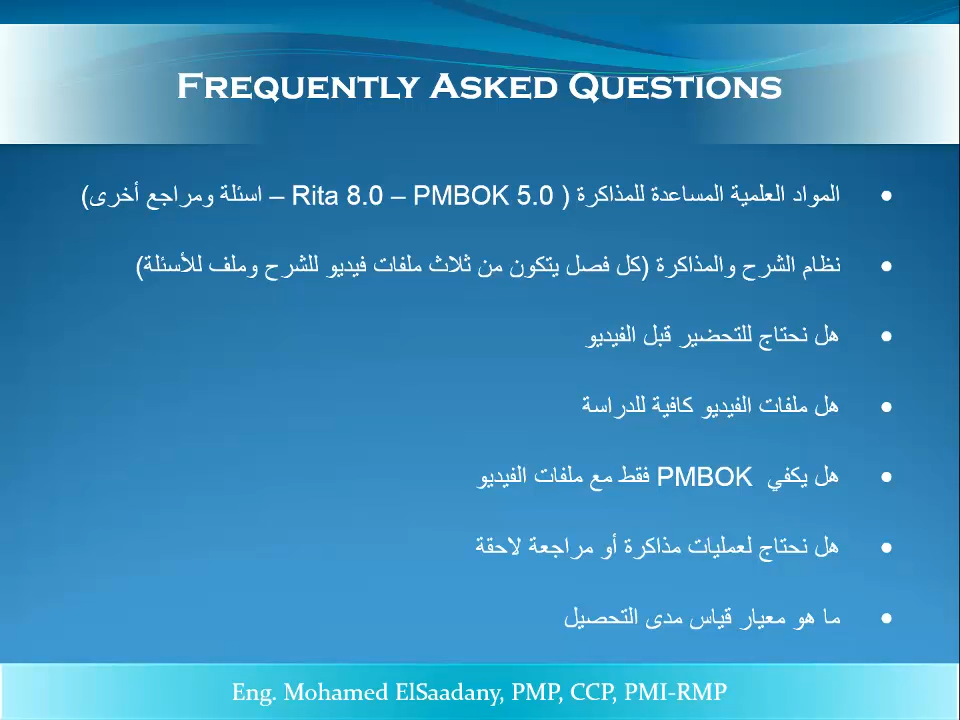 FREQUENTLY ASKED QUESTIONS
• المواد العلمية المساعدة للمذاكرة ( Rita 8.0 – PMBOK 5.0 – اسئلة ومراجع أخرى)
• نظام الشرح والمذاكرة (كل فصل يتكون من ثلاث ملفات فيديو للشرح وملف للأسئلة)
• هل نحتاج للتحضير قبل الفيديو
• هل ملفات الفيديو كافية للدراسة
• هل يكفي PMBOK فقط مع ملفات الفيديو
• هل نحتاج لعمليات مذاكرة أو مراجعة لاحقة
• ما هو معيار قياس مدى التحصيل
Eng. Mohamed ElSaadany, PMP, CCP, PMI-RMP